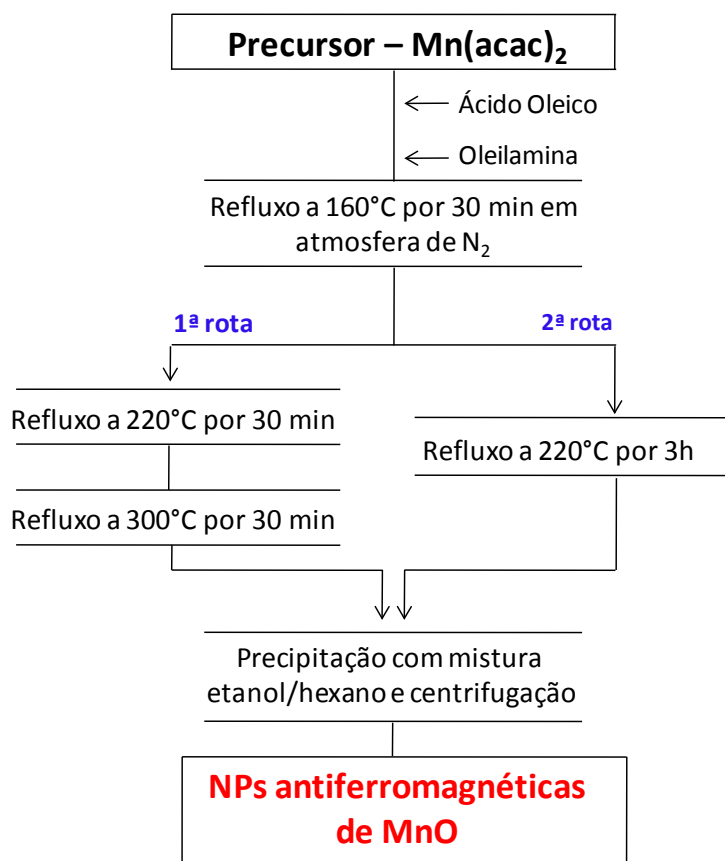 Precursor – Mn(acac)₂
Ácido Oleico
Oleilamina
Refluxo a 160°C por 30 min em
atmosfera de N₂
1ª rota
2ª rota
Refluxo a 220°C por 30 min
Refluxo a 220°C por 3h
Refluxo a 300°C por 30 min
Precipitação com mistura
etanol/hexano e centrifugação
NPs antiferromagnéticas
de MnO